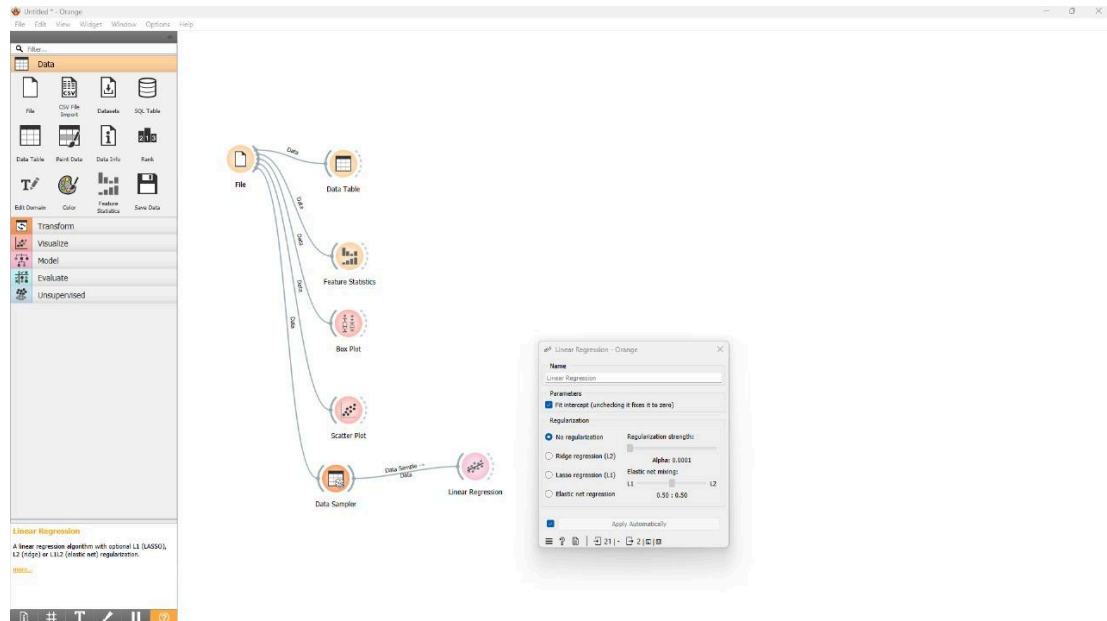 Untitled * - Orange
File Edit View Widget Window Options Help
Filter...
Data
File
CSV File Import
Datasets
SQL Table
Data Table
Paint Data
Data Info
Rank
Edit Domain
Color
Feature Statistics
Save Data
Transform
Visualize
Model
Evaluate
Unsupervised
Linear Regression
A linear regression algorithm with optional L1 (LASSO),
L2 (ridge) or L1L2 (elastic net) regularization.
more...
File
Data
Data Table
Data
Feature Statistics
Data
Box Plot
Data
Scatter Plot
Data
Data Sampler
Data Sample → Data
Linear Regression
Linear Regression - Orange
Name
Linear Regression
Parameters
Fit intercept (unchecking it fixes it to zero)
Regularization
No regularization
Ridge regression (L2)
Lasso regression (L1)
Elastic net regression
Regularization strength:
Alpha: 0.0001
Elastic net mixing:
L1 L2
0.50 : 0.50
Apply Automatically
21 | - 2